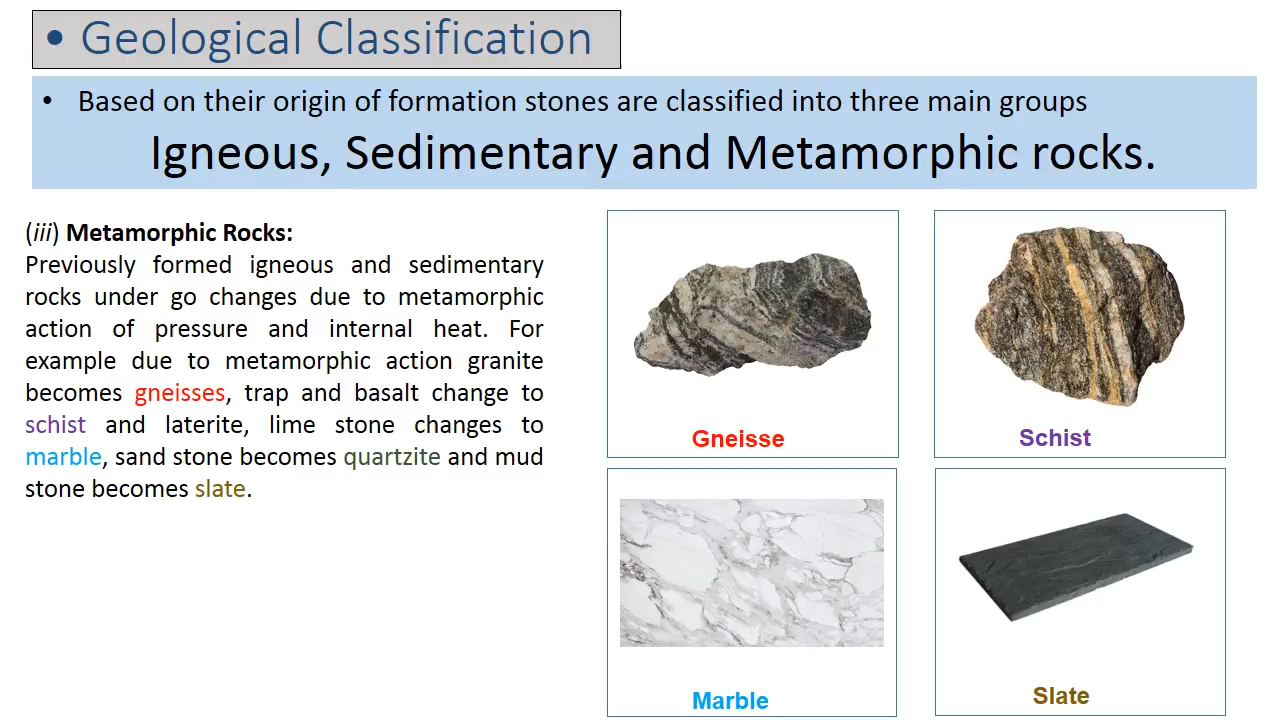 • Geological Classification
• Based on their origin of formation stones are classified into three main groups
Igneous, Sedimentary and Metamorphic rocks.
(iii) Metamorphic Rocks:
Previously formed igneous and sedimentary
rocks under go changes due to metamorphic
action of pressure and internal heat. For
example due to metamorphic action granite
becomes gneisses, trap and basalt change to
schist and laterite, lime stone changes to
marble, sand stone becomes quartzite and mud
stone becomes slate.
Gneisse
Schist
Marble
Slate